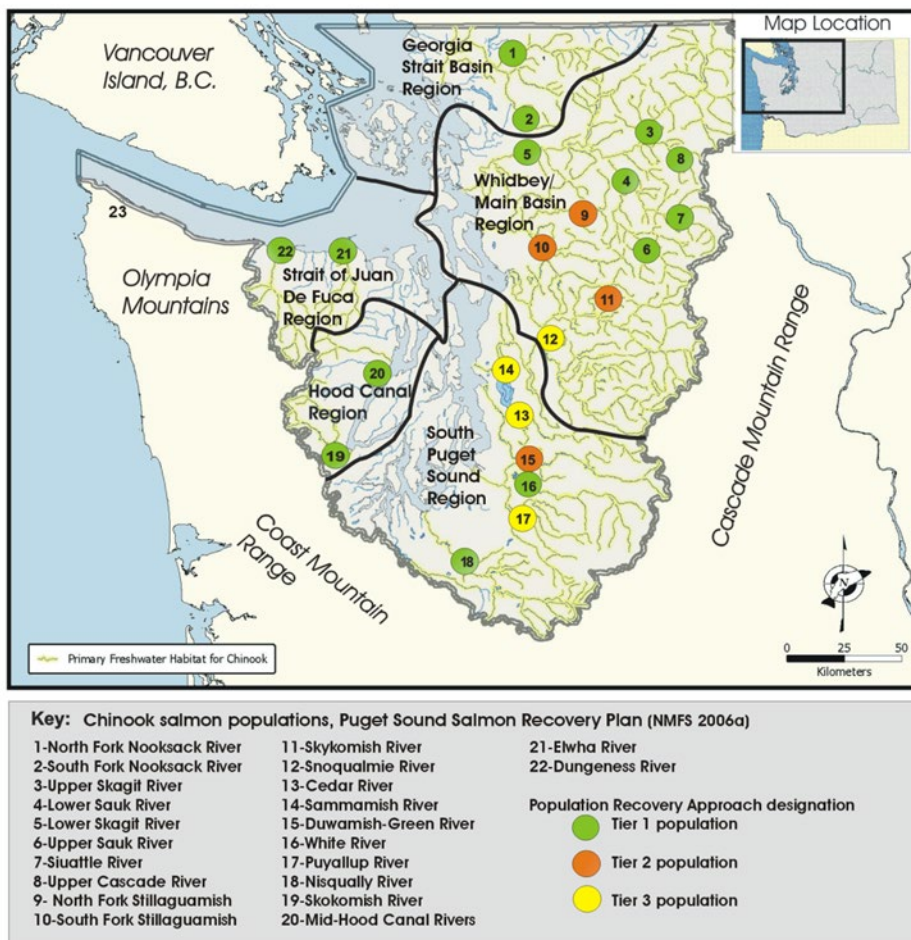 Map Location
Vancouver
Island, B.C.
Georgia
Strait Basin
Region
1
2
3
5
8
4
Whidbey/
Main Basin
Region
9
7
10
6
23
22
21
Olympia
Mountains
Strait of Juan
De Fuca
Region
11
12
14
20
Hood Canal
Region
13
South
Puget
Sound
Region
19
15
16
17
18
Cascade Mountain Range
Coast Mountain
Range
N
Primary Freshwater Habitat for Chinook
0 25 50
Kilometers
Key: Chinook salmon populations, Puget Sound Salmon Recovery Plan (NMFS 2006a)
1-North Fork Nooksack River
2-South Fork Nooksack River
3-Upper Skagit River
4-Lower Sauk River
5-Lower Skagit River
6-Upper Sauk River
7-Siuattle River
8-Upper Cascade River
9- North Fork Stillaguamish
10-South Fork Stillaguamish
11-Skykomish River
12-Snoqualmie River
13-Cedar River
14-Sammamish River
15-Duwamish-Green River
16-White River
17-Puyallup River
18-Nisqually River
19-Skokomish River
20-Mid-Hood Canal Rivers
21-Elwha River
22-Dungeness River
Population Recovery Approach designation
Tier 1 population
Tier 2 population
Tier 3 population